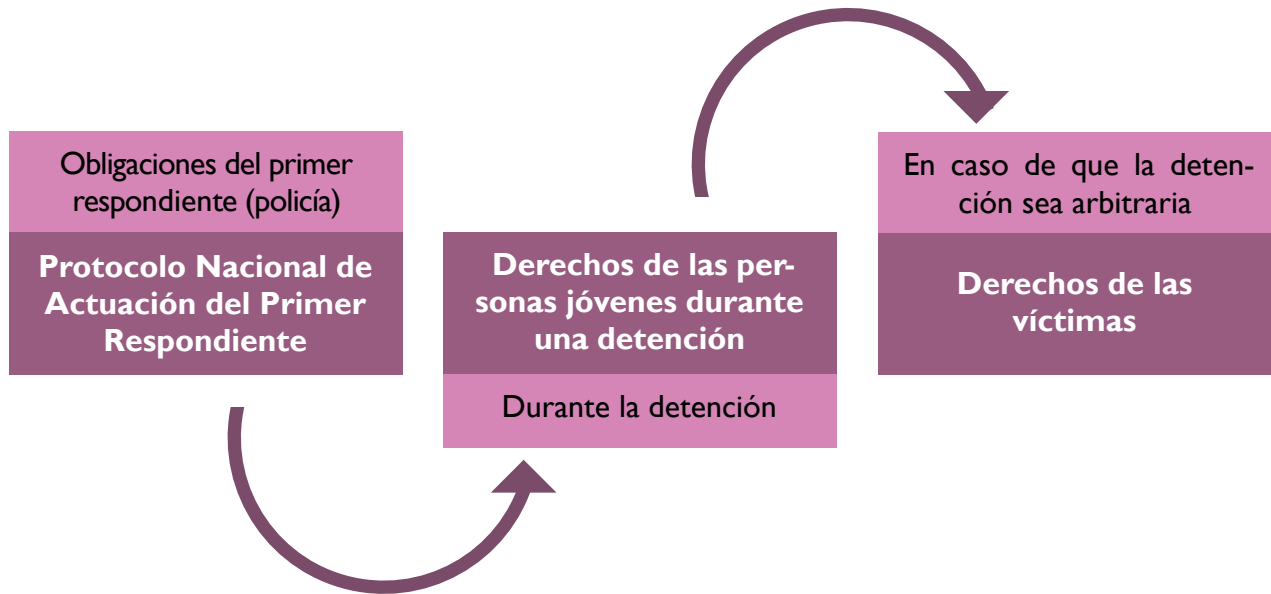 Obligaciones del primer
respondiente (policía)
Protocolo Nacional de
Actuación del Primer
Respondiente
Derechos de las per-
sonas jóvenes durante
una detención
Durante la detención
En caso de que la deten-
ción sea arbitraria
Derechos de las
víctimas